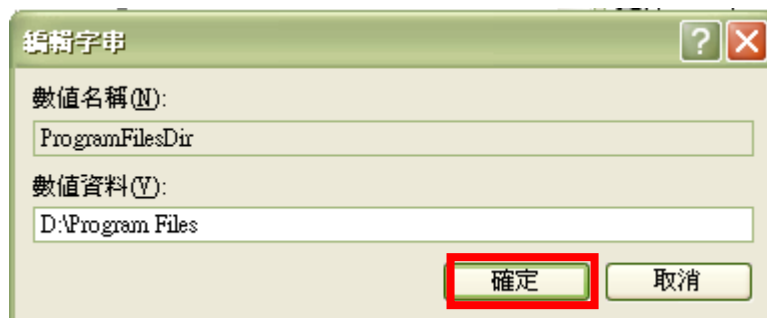 編輯字串
數值名稱(N):
ProgramFilesDir
數值資料(V):
D:\Program Files
確定 取消